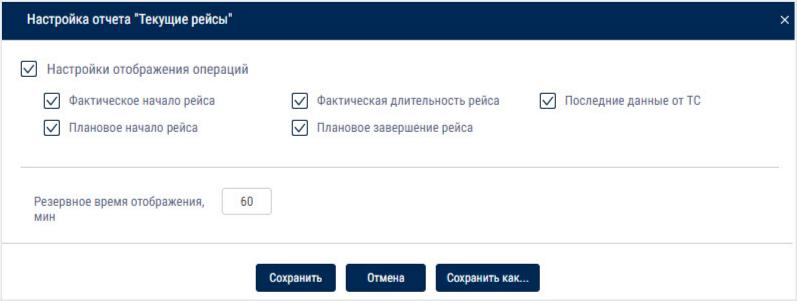 Настройка отчета "Текущие рейсы"
×
Настройки отображения операций
Фактическое начало рейса
Фактическая длительность рейса
Последние данные от ТС
Плановое начало рейса
Плановое завершение рейса
Резервное время отображения,
мин
60
Сохранить
Отмена
Сохранить как...